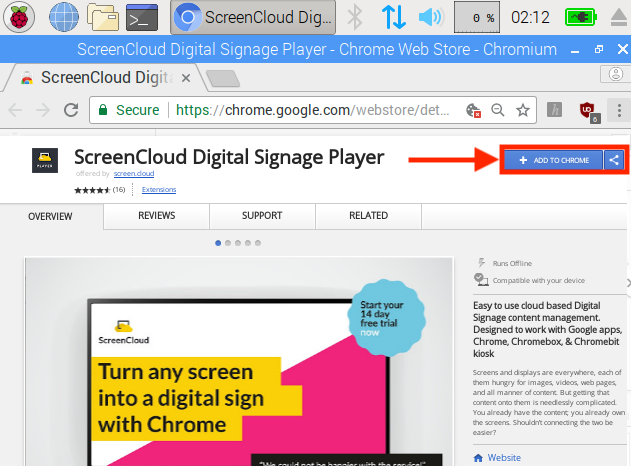 ScreenCloud Dig...
0 %
02:12
ScreenCloud Digital Signage Player - Chrome Web Store - Chromium
ScreenCloud Digit
Secure
https://chrome.google.com/webstore/det...
h
6
PLAYER
ScreenCloud Digital Signage Player
ADD TO CHROME
offered by screen.cloud
(16)
Extensions
OVERVIEW
REVIEWS
SUPPORT
RELATED
Runs Offline
Compatible with your device
Start your
14 day
free trial
now
ScreenCloud
Turn any screen
into a digital sign
with Chrome
"We could not be happier with the service!"
Easy to use cloud based Digital
Signage content management.
Designed to work with Google apps,
Chrome, Chromebox, & Chromebit
kiosk
Screens and displays are everywhere, each of
them hungry for images, videos, web pages,
and all manner of content. But getting that
content onto them is needlessly complicated.
You already have the content; you already own
the screens. Shouldn't connecting the two be
easier?
Website